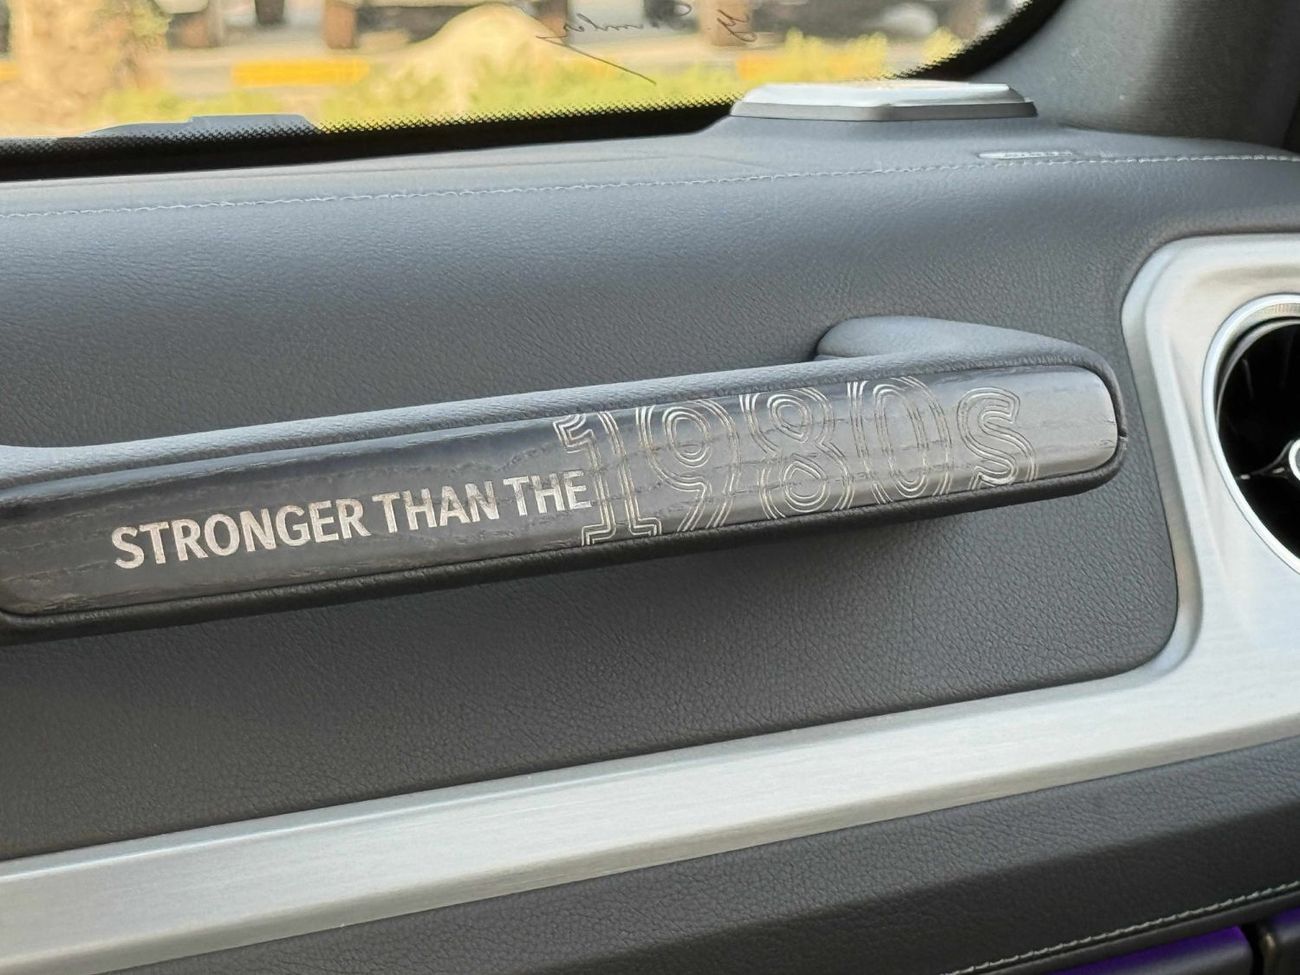 STRONGER THAN THE 1980s